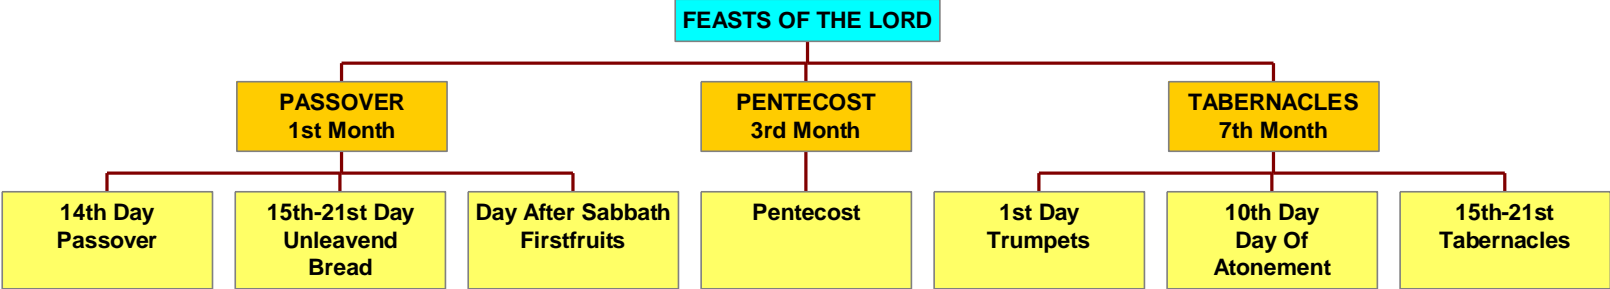 FEASTS OF THE LORD
PASSOVER
1st Month
PENTECOST
3rd Month
TABERNACLES
7th Month
14th Day
Passover
15th-21st Day
Unleavend
Bread
Day After Sabbath
Firstfruits
Pentecost
1st Day
Trumpets
10th Day
Day Of
Atonement
15th-21st
Tabernacles